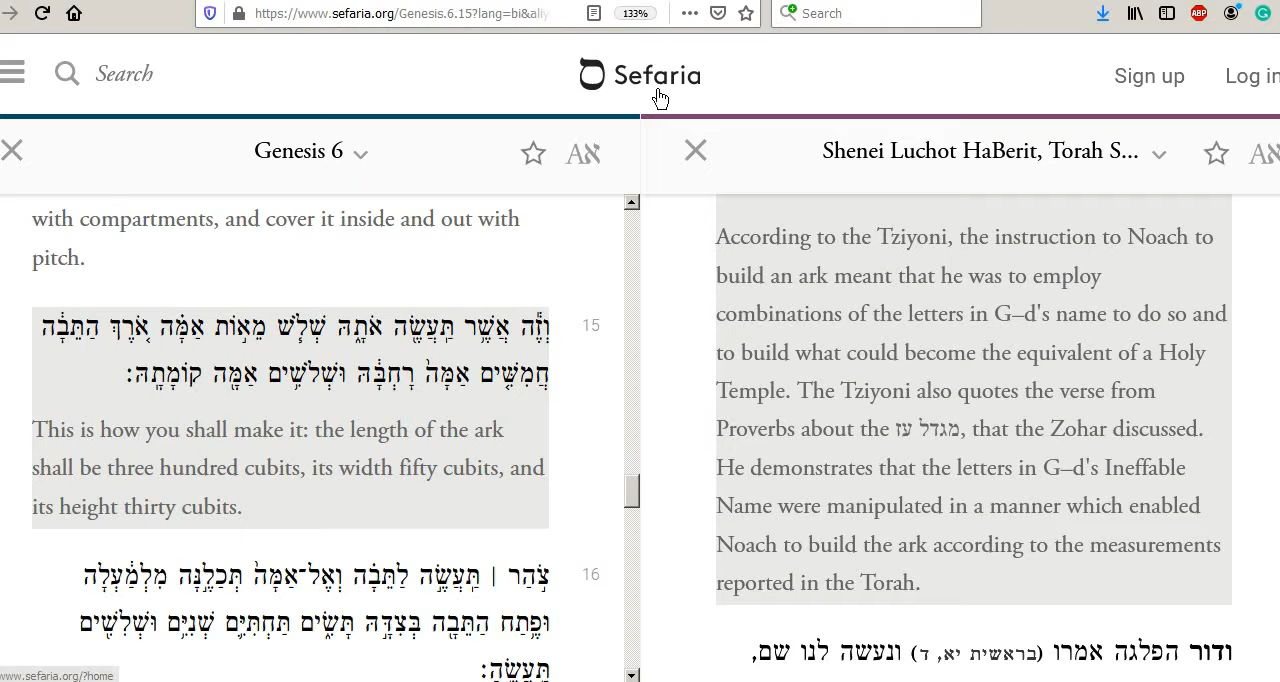 https://www.sefaria.org/Genesis.6.15?lang=bi&aliy
133%
Search
ABP
Search
Sefaria
Sign up
Log in
Genesis 6
Shenei Luchot HaBerit, Torah S...
with compartments, and cover it inside and out with
pitch.
וְזֶ֕ה אֲשֶׁ֥ר תַּֽעֲשֶׂ֖ה אֹתָ֑הּ שְׁלֹ֧שׁ מֵא֣וֹת אַמָּ֗ה אֹ֚רֶךְ הַתֵּבָ֔ה
15
חֲמִשִּׁ֤ים אַמָּה֙ רָחְבָּ֔הּ וּשְׁלֹשִׁ֥ים אַמָּ֖ה קוֹמָתָֽהּ׃
This is how you shall make it: the length of the ark
shall be three hundred cubits, its width fifty cubits, and
its height thirty cubits.
צֹ֣הַר ׀ תַּעֲשֶׂ֣ה לַתֵּבָ֗ה וְאֶל־אַמָּה֙ תְּכַלֶ֣נָּה מִלְמַ֔עְלָה
16
וּפֶ֥תַח הַתֵּבָ֖ה בְּצִדָּ֣הּ תָּשִׂ֑ים תַּחְתִּיִּ֛ם שְׁנִיִּ֥ם וּשְׁלִשִׁ֖ים
תַּֽעֲשֶֽׂהָ׃
www.sefaria.org/?home
According to the Tziyoni, the instruction to Noach to
build an ark meant that he was to employ
combinations of the letters in G–d's name to do so and
to build what could become the equivalent of a Holy
Temple. The Tziyoni also quotes the verse from
Proverbs about the מגדל עז, that the Zohar discussed.
He demonstrates that the letters in G–d's Ineffable
Name were manipulated in a manner which enabled
Noach to build the ark according to the measurements
reported in the Torah.
ודור הפלגה אמרו (בראשית יא, ד) ונעשה לנו שם,